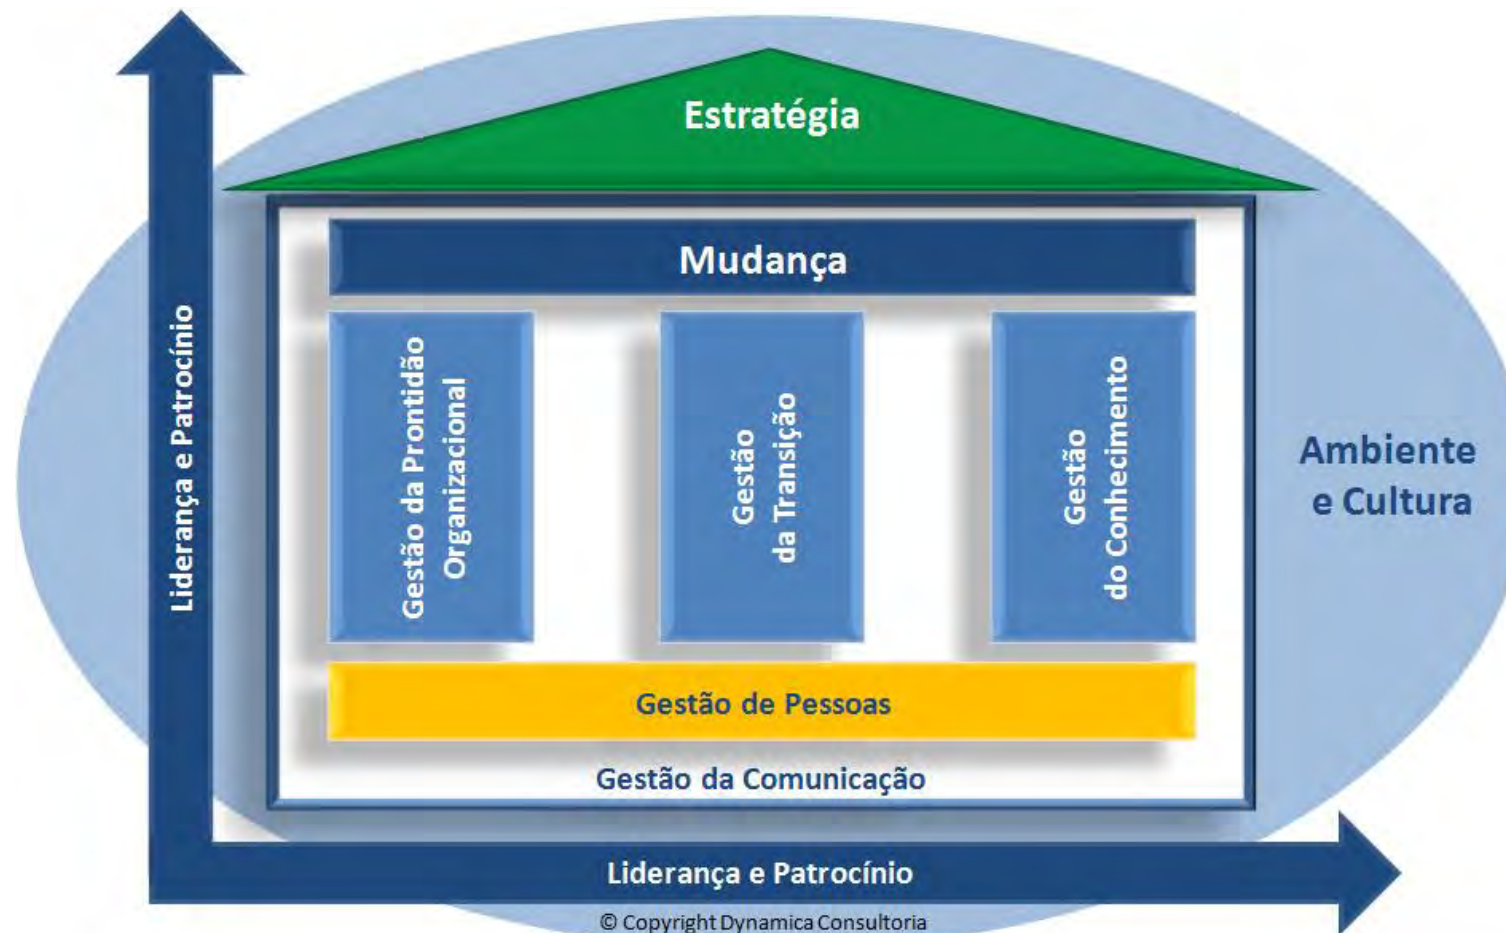 Estratégia
Mudança
Liderança e Patrocínio
Gestão da Prontidão
Organizacional
Gestão
da Transição
Gestão
do Conhecimento
Ambiente
e Cultura
Gestão de Pessoas
Gestão da Comunicação
Liderança e Patrocínio
© Copyright Dynamica Consultoria